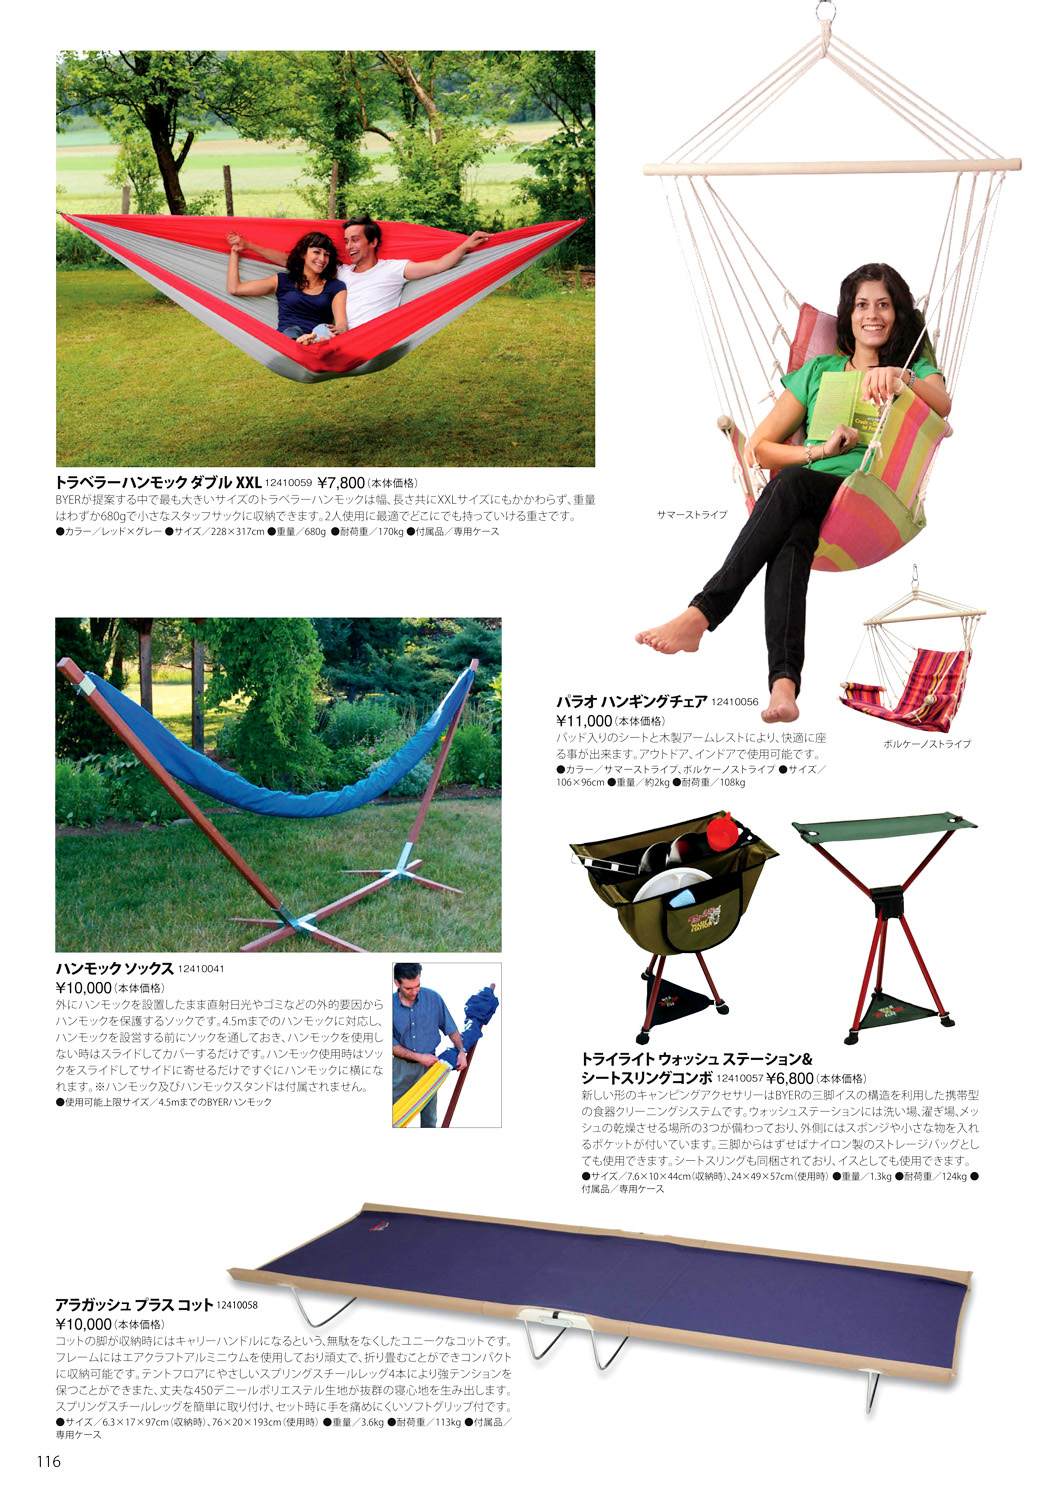 トラベラーハンモック ダブル XXL 12410059 ¥7,800(本体価格)
BYERが提案する中で最も大きいサイズのトラベラーハンモックは幅、長さ共にXXLサイズにもかかわらず、重量
はわずか680gで小さなスタッフサックに収納できます。2人使用に最適でどこにでも持っていける重さです。
●カラー／レッド×グレー ●サイズ／228×317cm ●重量／680g ●耐荷重／170kg ●付属品／専用ケース
サマーストライプ
パラオ ハンギングチェア 12410056
¥11,000(本体価格)
パッド入りのシートと木製アームレストにより、快適に座
る事が出来ます。アウトドア、インドアで使用可能です。
●カラー／サマーストライプ、ボルケーノストライプ ●サイズ／
106×96cm ●重量／約2kg ●耐荷重／108kg
ボルケーノストライプ
ハンモック ソックス 12410041
¥10,000(本体価格)
外にハンモックを設置したまま直射日光やゴミなどの外的要因から
ハンモックを保護するソックです。4.5mまでのハンモックに対応し、
ハンモックを設営する前にソックを通しておき、ハンモックを使用し
ない時はスライドしてカバーするだけです。ハンモック使用時はソッ
クをスライドしてサイドに寄せるだけですぐにハンモックに横にな
れます。※ハンモック及びハンモックスタンドは付属されません。
●使用可能上限サイズ／4.5mまでのBYERハンモック
トライライト ウォッシュ ステーション&
シートスリングコンボ 12410057 ¥6,800(本体価格)
新しい形のキャンピングアクセサリーはBYERの三脚イスの構造を利用した携帯型
の食器クリーニングシステムです。ウォッシュステーションには洗い場、濯ぎ場、メッ
シュの乾燥させる場所の3つが備わっており、外側にはスポンジや小さな物を入れ
るポケットが付いています。三脚からはずせばナイロン製のストレージバッグとし
ても使用できます。シートスリングも同梱されており、イスとしても使用できます。
●サイズ／7.6×10×44cm(収納時)、24×49×57cm(使用時) ●重量／1.3kg ●耐荷重／124kg ●
付属品／専用ケース
アラガッシュ プラス コット 12410058
¥10,000(本体価格)
コットの脚が収納時にはキャリーハンドルになるという、無駄をなくしたユニークなコットです。
フレームにはエアクラフトアルミニウムを使用しており頑丈で、折り畳むことができコンパクト
に収納可能です。テントフロアにやさしいスプリングスチールレッグ4本により強テンションを
保つことができまた、丈夫な450デニールポリエステル生地が抜群の寝心地を生み出します。
スプリングスチールレッグを簡単に取り付け、セット時に手を痛めにくいソフトグリップ付です。
●サイズ／6.3×17×97cm(収納時)、76×20×193cm(使用時) ●重量／3.6kg ●耐荷重／113kg ●付属品／
専用ケース
116